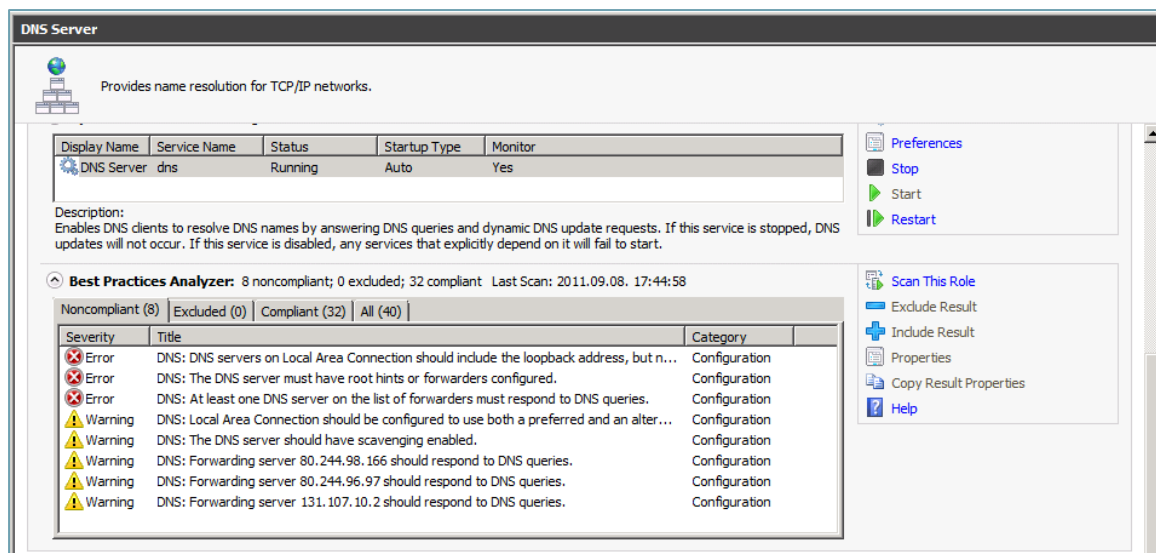 DNS Server
Provides name resolution for TCP/IP networks.
Display Name Service Name Status Startup Type Monitor
DNS Server dns Running Auto Yes
Description:
Enables DNS clients to resolve DNS names by answering DNS queries and dynamic DNS update requests. If this service is stopped, DNS
updates will not occur. If this service is disabled, any services that explicitly depend on it will fail to start.
Preferences
Stop
Start
Restart
Best Practices Analyzer: 8 noncompliant; 0 excluded; 32 compliant Last Scan: 2011.09.08. 17:44:58
Noncompliant (8) Excluded (0) Compliant (32) All (40)
Severity Title Category
Error DNS: DNS servers on Local Area Connection should include the loopback address, but n... Configuration
Error DNS: The DNS server must have root hints or forwarders configured. Configuration
Error DNS: At least one DNS server on the list of forwarders must respond to DNS queries. Configuration
Warning DNS: Local Area Connection should be configured to use both a preferred and an alter... Configuration
Warning DNS: The DNS server should have scavenging enabled. Configuration
Warning DNS: Forwarding server 80.244.98.166 should respond to DNS queries. Configuration
Warning DNS: Forwarding server 80.244.96.97 should respond to DNS queries. Configuration
Warning DNS: Forwarding server 131.107.10.2 should respond to DNS queries. Configuration
Scan This Role
Exclude Result
Include Result
Properties
Copy Result Properties
Help